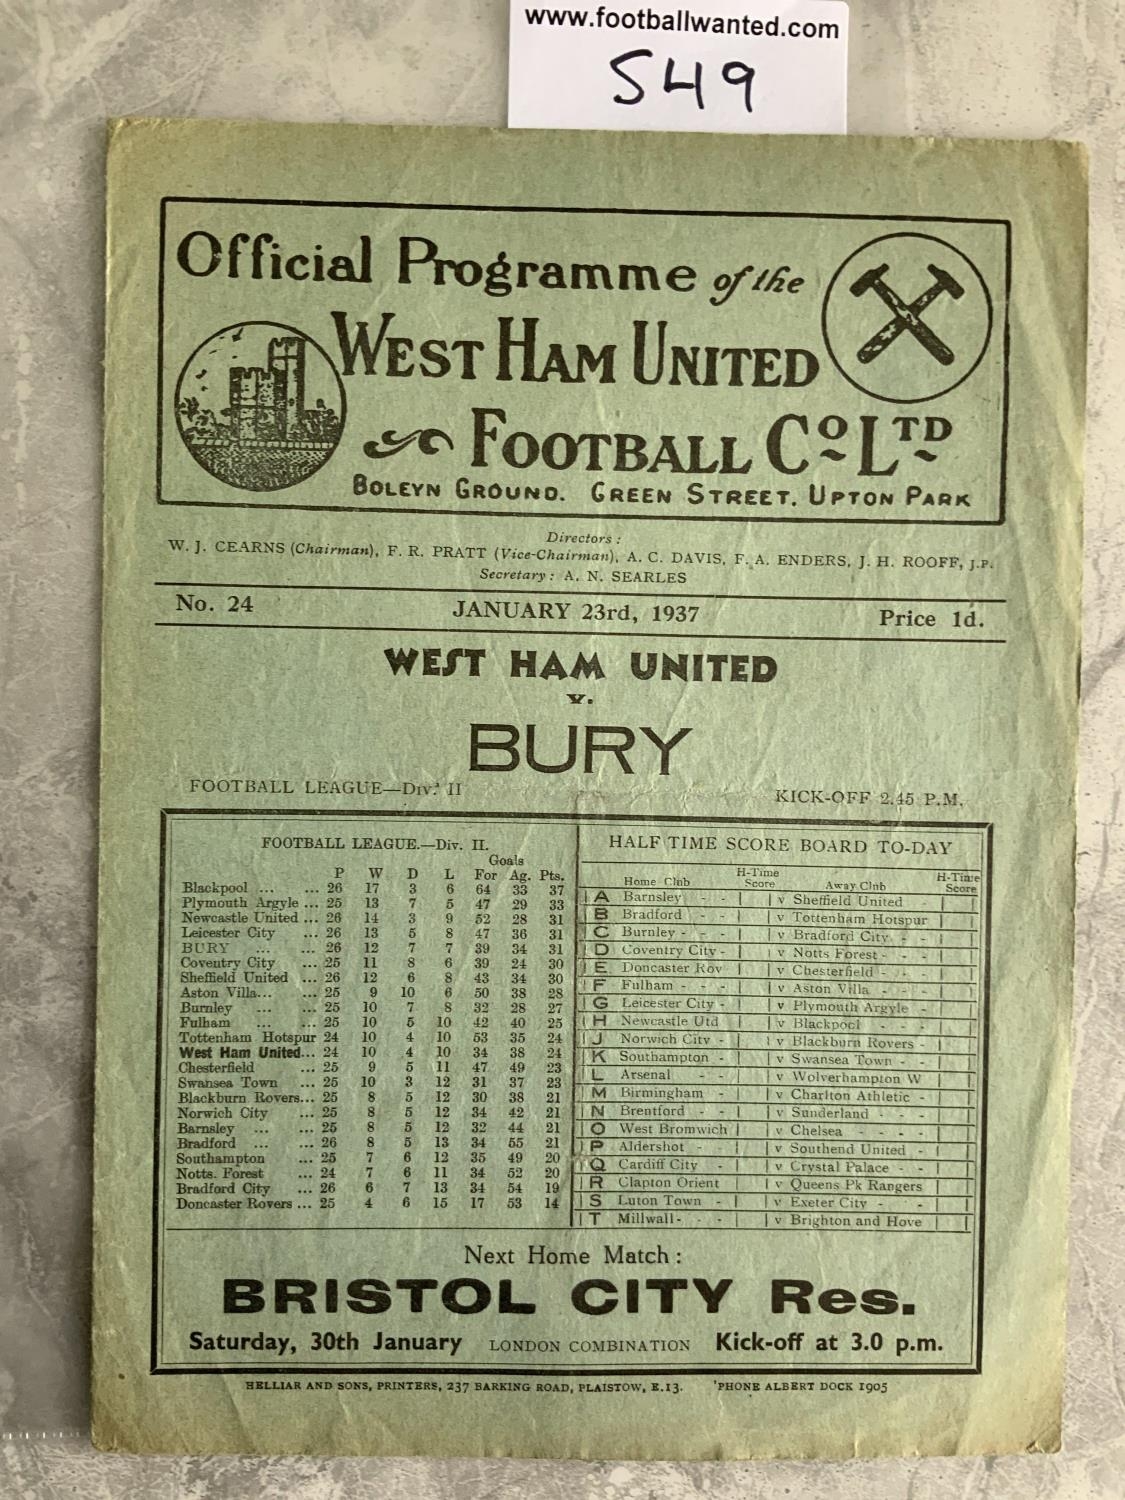 www.footballwanted.com
S49
Official Programme of the
WEST HAM UNITED
FOOTBALL Co LTD
BOLEYN GROUND. GREEN STREET. UPTON PARK
Directors :
W. J. CEARNS (Chairman), F. R. PRATT (Vice-Chairman), A. C. DAVIS, F. A. ENDERS, J. H. ROOFF, J.P.
Secretary : A. N. SEARLES
No. 24 JANUARY 23rd, 1937 Price 1d.
WEST HAM UNITED
v.
BURY
FOOTBALL LEAGUE—Div. II KICK-OFF 2.45 P.M.
FOOTBALL LEAGUE.—Div. II.
Goals
P W D L For Ag. Pts.
Blackpool ... ... 26 17 3 6 64 33 37
Plymouth Argyle ... 25 13 7 5 47 29 33
Newcastle United ... 26 14 3 9 52 28 31
Leicester City ... 26 13 5 8 47 36 31
BURY ... ... 26 12 7 7 39 34 31
Coventry City ... 25 11 8 6 39 24 30
Sheffield United ... 26 12 6 8 43 34 30
Aston Villa... ... 25 9 10 6 50 38 28
Burnley ... ... 25 10 7 8 32 28 27
Fulham ... ... 25 10 5 10 42 40 25
Tottenham Hotspur 24 10 4 10 53 35 24
West Ham United... 24 10 4 10 34 38 24
Chesterfield ... 25 9 5 11 47 49 23
Swansea Town ... 25 10 3 12 31 37 23
Blackburn Rovers... 25 8 5 12 30 38 21
Norwich City ... 25 8 5 12 34 42 21
Barnsley ... ... 25 8 5 12 32 44 21
Bradford ... ... 26 8 5 13 34 55 21
Southampton ... 25 7 6 12 35 49 20
Notts. Forest ... 24 7 6 11 34 52 20
Bradford City ... 26 6 7 13 34 54 19
Doncaster Rovers ... 25 4 6 15 17 53 14
HALF TIME SCORE BOARD TO-DAY
Home Club H-Time Score Away Club H-Time Score
A Barnsley - - v Sheffield United -
B Bradford - - v Tottenham Hotspur
C Burnley - - - v Bradford City - -
D Coventry City - v Notts Forest - - -
E Doncaster Rov v Chesterfield - - -
F Fulham - - - v Aston Villa - - -
G Leicester City - v Plymouth Argyle -
H Newcastle Utd v Blackpool - - -
J Norwich City - v Blackburn Rovers -
K Southampton - v Swansea Town - -
L Arsenal - - v Wolverhampton W
M Birmingham - v Charlton Athletic -
N Brentford - - v Sunderland - - -
O West Bromwich v Chelsea - - - -
P Aldershot - - v Southend United -
Q Cardiff City - v Crystal Palace - -
R Clapton Orient v Queens Pk Rangers
S Luton Town - v Exeter City - -
T Millwall - - - v Brighton and Hove
Next Home Match :
BRISTOL CITY Res.
Saturday, 30th January LONDON COMBINATION Kick-off at 3.0 p.m.
HELLIAR AND SONS, PRINTERS, 237 BARKING ROAD, PLAISTOW, E.13. 'PHONE ALBERT DOCK 1905